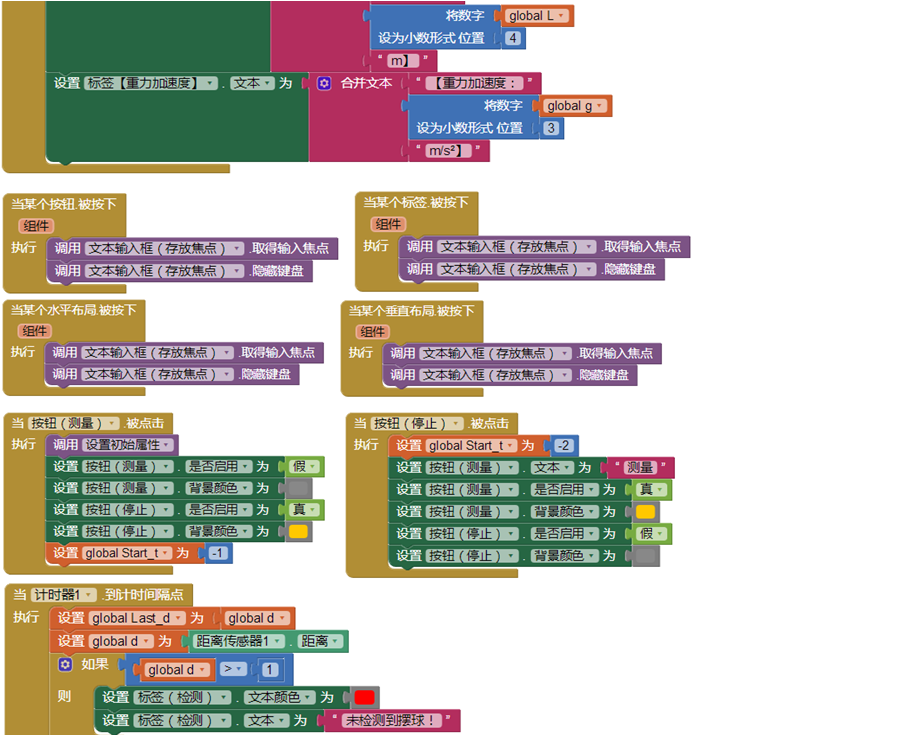 将数字 global L
设为小数形式 位置 4
“ m】 ”
设置 标签【重力加速度】 . 文本 为 合并文本 “ 【重力加速度： ”
将数字 global g
设为小数形式 位置 3
“ m/s²】 ”
当某个按钮.被按下
组件
执行 调用 文本输入框（存放焦点） .取得输入焦点
调用 文本输入框（存放焦点） .隐藏键盘
当某个标签.被按下
组件
执行 调用 文本输入框（存放焦点） .取得输入焦点
调用 文本输入框（存放焦点） .隐藏键盘
当某个水平布局.被按下
组件
执行 调用 文本输入框（存放焦点） .取得输入焦点
调用 文本输入框（存放焦点） .隐藏键盘
当某个垂直布局.被按下
组件
执行 调用 文本输入框（存放焦点） .取得输入焦点
调用 文本输入框（存放焦点） .隐藏键盘
当 按钮（测量） .被点击
执行 调用 设置初始属性
设置 按钮（测量） . 是否启用 为 假
设置 按钮（测量） . 背景颜色 为
设置 按钮（停止） . 是否启用 为 真
设置 按钮（停止） . 背景颜色 为
设置 global Start_t 为 -1
当 按钮（停止） .被点击
执行 设置 global Start_t 为 -2
设置 按钮（测量） . 文本 为 “ 测量 ”
设置 按钮（测量） . 是否启用 为 真
设置 按钮（测量） . 背景颜色 为
设置 按钮（停止） . 是否启用 为 假
设置 按钮（停止） . 背景颜色 为
当 计时器1 .到计时间隔点
执行 设置 global Last_d 为 global d
设置 global d 为 距离传感器1 . 距离
如果 global d > 1
则 设置 标签（检测） . 文本颜色 为
设置 标签（检测） . 文本 为 “ 未检测到摆球！ ”